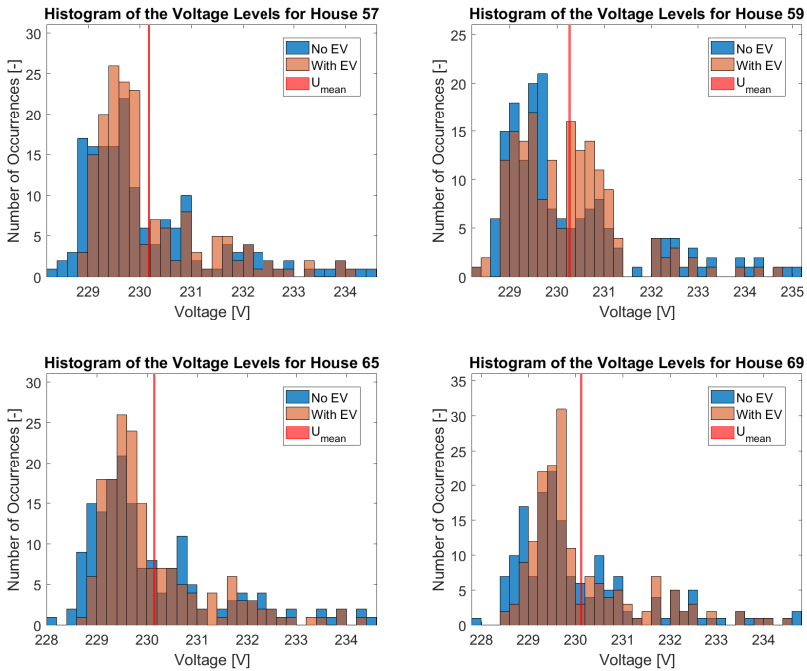 Histogram of the Voltage Levels for House 57
Number of Occurrences [-]
30
25
20
15
10
5
0
No EV
With EV
U_mean
229 230 231 232 233 234
Voltage [V]
Histogram of the Voltage Levels for House 59
Number of Occurrences [-]
25
20
15
10
5
0
No EV
With EV
U_mean
229 230 231 232 233 234 235
Voltage [V]
Histogram of the Voltage Levels for House 65
Number of Occurrences [-]
30
25
20
15
10
5
0
No EV
With EV
U_mean
228 229 230 231 232 233 234
Voltage [V]
Histogram of the Voltage Levels for House 69
Number of Occurrences [-]
35
30
25
20
15
10
5
0
No EV
With EV
U_mean
228 229 230 231 232 233 234
Voltage [V]